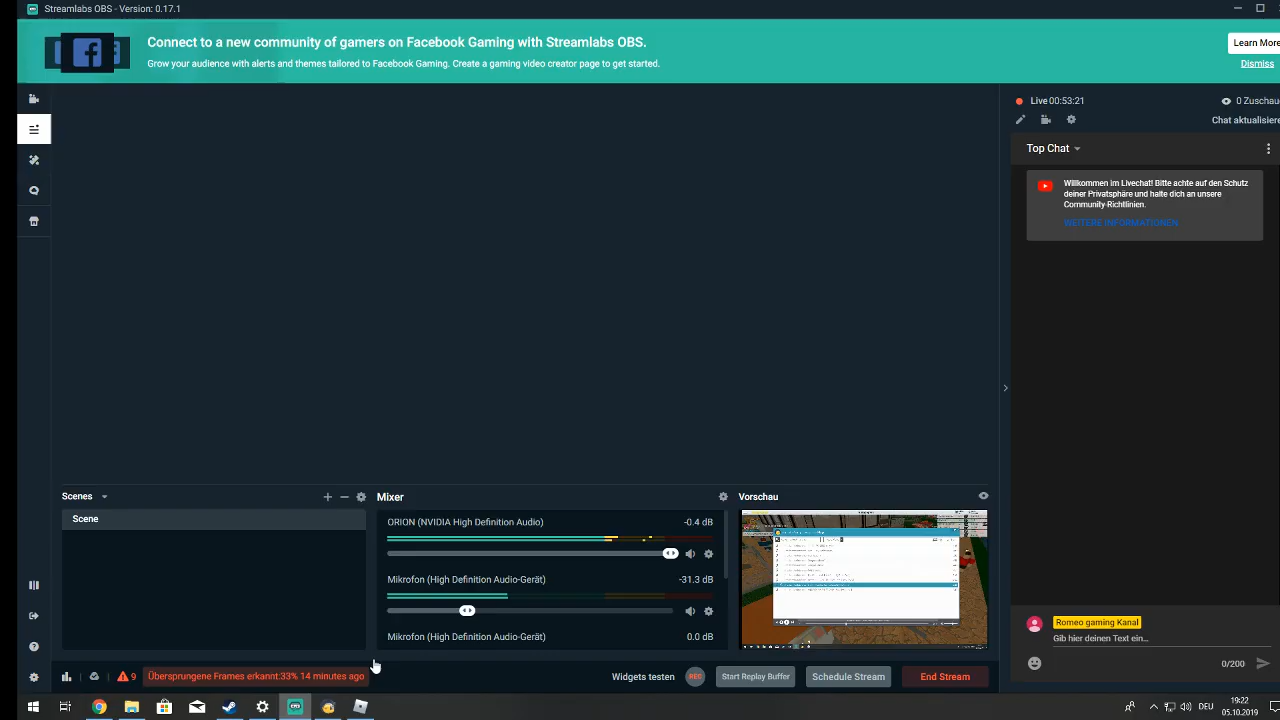 Streamlabs OBS - Version: 0.17.1
Connect to a new community of gamers on Facebook Gaming with Streamlabs OBS.
Grow your audience with alerts and themes tailored to Facebook Gaming. Create a gaming video creator page to get started.
Learn More
Dismiss
Live 00:53:21
0 Zuschau
Chat aktualisiere
Top Chat
Willkommen im Livechat! Bitte achte auf den Schutz
deiner Privatsphäre und halte dich an unsere
Community-Richtlinien.
WEITERE INFORMATIONEN
Scenes
Scene
Mixer
ORION (NVIDIA High Definition Audio)
-0.4 dB
Mikrofon (High Definition Audio-Gerät)
Mikrofon (High Definition Audio-Gerät)
0.0 dB
Vorschau
Romeo gaming Kanal
Gib hier deinen Text ein...
0/200
9
Übersprungene Frames erkannt:33% 14 minutes ago
Widgets testen
REC
Start Replay Buffer
Schedule Stream
End Stream
DEU
19:22
05.10.2019